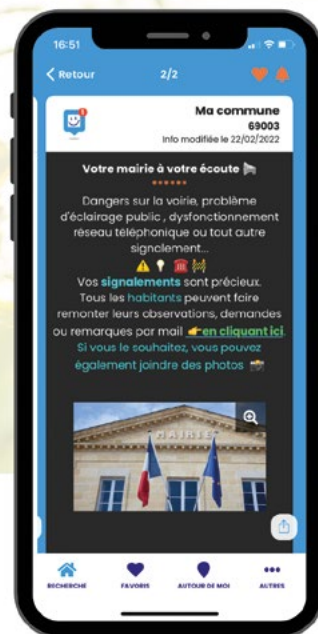 16:51
Retour
2/2
Ma commune
69003
Info modifiée le 22/02/2022
Votre mairie à votre écoute
Dangers sur la voirie, problème
d'éclairage public , dysfonctionnement
réseau téléphonique ou tout autre
signalement...
Vos signalements sont précieux.
Tous les habitants peuvent faire
remonter leurs observations, demandes
ou remarques par mail en cliquant ici.
Si vous le souhaitez, vous pouvez
également joindre des photos
MAIRIE
RECHERCHE
FAVORIS
AUTOUR DE MOI
AUTRES